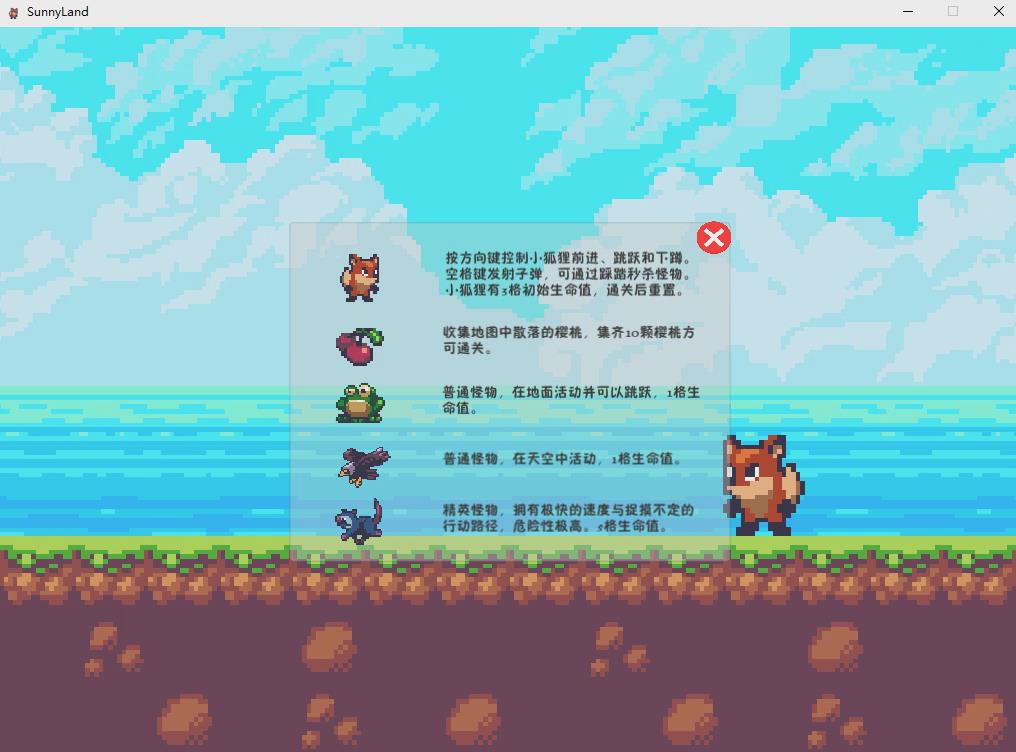 SunnyLand
按方向键控制小狐狸前进、跳跃和下蹲。
空格键发射子弹，可通过踩踏秒杀怪物。
小狐狸有3格初始生命值，通关后重置。
收集地图中散落的樱桃，集齐10颗樱桃方
可通关。
普通怪物，在地面活动并可以跳跃，1格生
命值。
普通怪物，在天空中活动，1格生命值。
精英怪物，拥有极快的速度与捉摸不定的
行动路径，危险性极高。5格生命值。